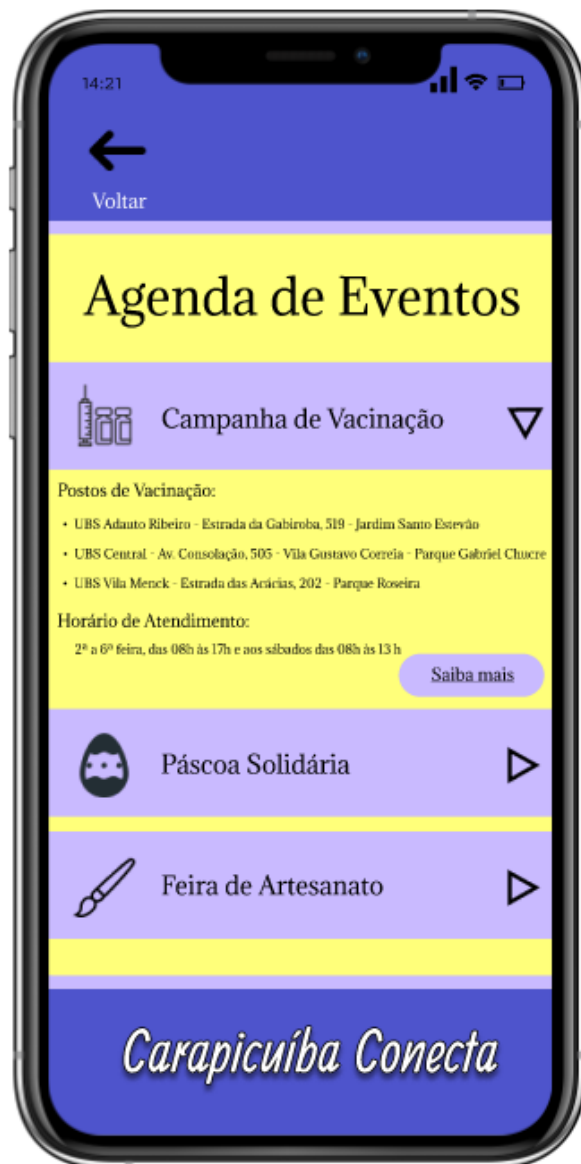 14:21
Voltar
Agenda de Eventos
Campanha de Vacinação
Postos de Vacinação:
• UBS Adauto Ribeiro - Estrada da Gabiroba, 519 - Jardim Santo Estevão
• UBS Central - Av. Consolação, 505 - Vila Gustavo Correia - Parque Gabriel Chucre
• UBS Vila Menck - Estrada das Acácias, 202 - Parque Roseira
Horário de Atendimento:
2ª a 6ª feira, das 08h às 17h e aos sábados das 08h às 13 h
Saiba mais
Páscoa Solidária
Feira de Artesanato
Carapicuíba Conecta